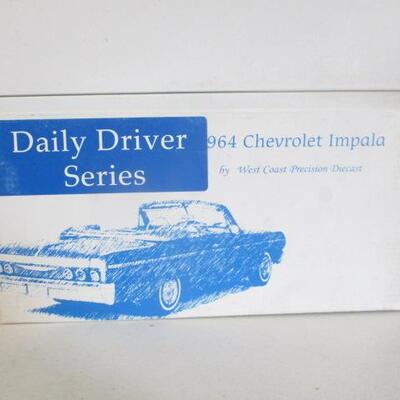 Daily Driver
Series
964 Chevrolet Impala
by West Coast Precision Diecast